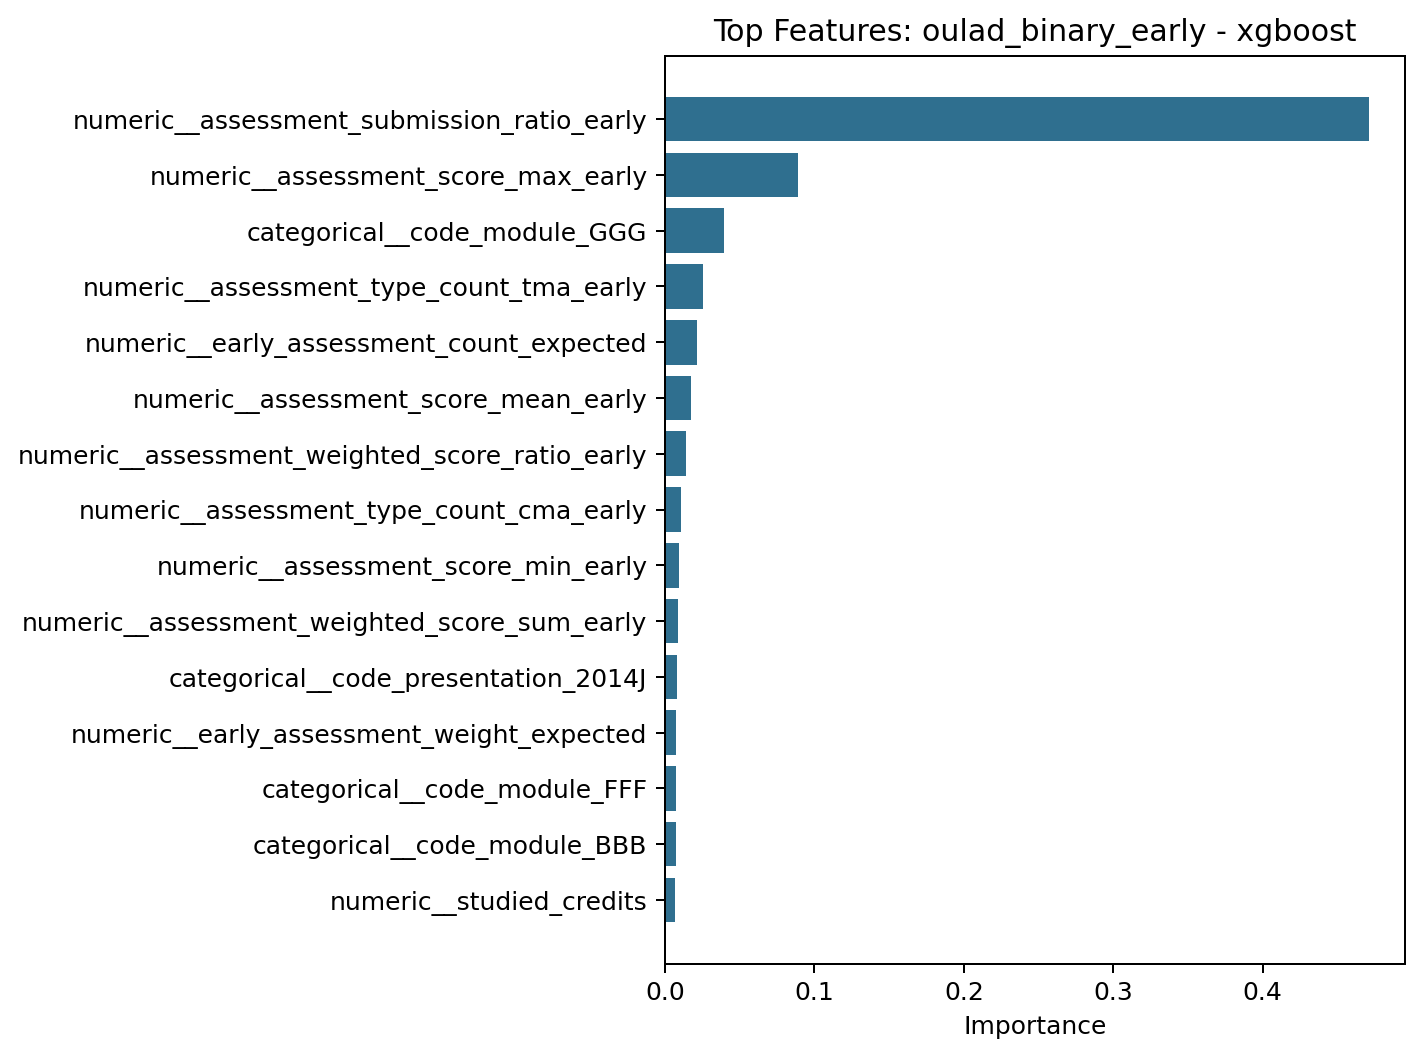 Top Features: oulad_binary_early - xgboost
numeric__assessment_submission_ratio_early
numeric__assessment_score_max_early
categorical__code_module_GGG
numeric__assessment_type_count_tma_early
numeric__early_assessment_count_expected
numeric__assessment_score_mean_early
numeric__assessment_weighted_score_ratio_early
numeric__assessment_type_count_cma_early
numeric__assessment_score_min_early
numeric__assessment_weighted_score_sum_early
categorical__code_presentation_2014J
numeric__early_assessment_weight_expected
categorical__code_module_FFF
categorical__code_module_BBB
numeric__studied_credits
0.0 0.1 0.2 0.3 0.4
Importance